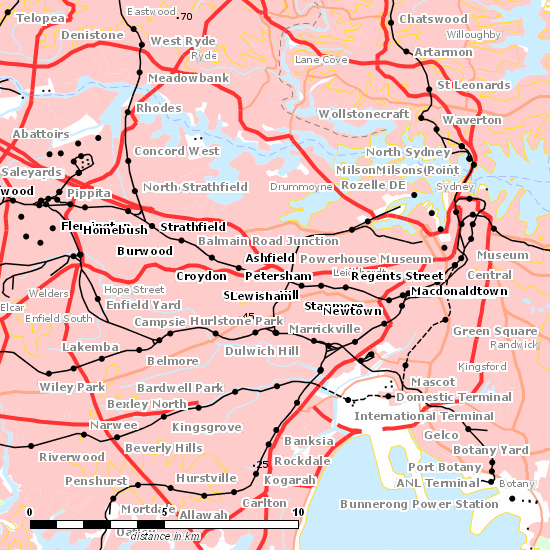 Telopea
Eastwood
70
Denistone
West Ryde
Ryde
Meadowbank
Lane Cove
Chatswood
Willoughby
Artarmon
St Leonards
Rhodes
Wollstonecraft
Waverton
Abattoirs
Concord West
North Sydney
Saleyards
MilsonMilsons(Point
wood
Pippita
North Strathfield
Drummoyne
Rozelle DE
Sydney
Homebush
Strathfield
Burwood
Balmain Road Junction
Ashfield
Powerhouse Museum
Museum
Croydon
Petersham
Regents Street
Central
Welders
Hope Street
Macdonaldtown
Elcar
Enfield Yard
SLewisham
Newtown
Enfield South
Campsie
Hurlstone Park
Marrickville
Green Square
Randwick
Lakemba
Dulwich Hill
Belmore
Kingsford
Wiley Park
Bardwell Park
Mascot
Domestic Terminal
Bexley North
International Terminal
Narwee
Kingsgrove
Gelco
Banksia
Beverly Hills
Botany Yard
Riverwood
Rockdale
Port Botany
25
Penshurst
Hurstville
Kogarah
ANL Terminal
Botany
Mortdale
Allawah
Carlton
Bunnerong Power Station
0
5
10
Oatley
distance in km